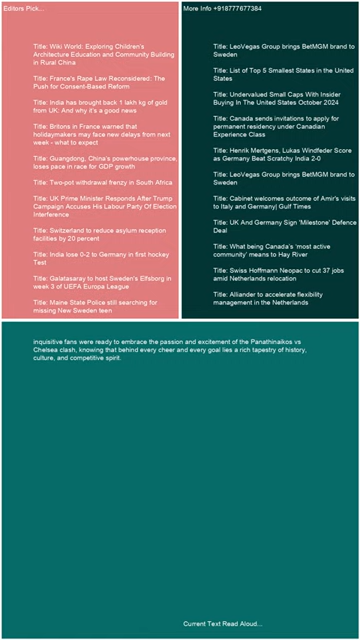 Editors Pick...
Title: Wiki World: Exploring Children's
Architecture Education and Community Building
in Rural China
Title: France's Rape Law Reconsidered: The
Push for Consent-Based Reform
Title: India has brought back 1 lakh kg of gold
from UK: And why it's a good news
Title: Britons in France warned that
holidaymakers may face new delays from next
week - what to expect
Title: Guangdong, China's powerhouse province,
loses pace in race for GDP growth
Title: Two-pot withdrawal frenzy in South Africa
Title: UK Prime Minister Responds After Trump
Campaign Accuses His Labour Party Of Election
Interference
Title: Switzerland to reduce asylum reception
facilities by 20 percent
Title: India lose 0-2 to Germany in first hockey
Test
Title: Galatasaray to host Sweden's Elfsborg in
week 3 of UEFA Europa League
Title: Maine State Police still searching for
missing New Sweden teen
More Info +918777677384
Title: LeoVegas Group brings BetMGM brand to
Sweden
Title: List of Top 5 Smallest States in the United
States
Title: Undervalued Small Caps With Insider
Buying In The United States October 2024
Title: Canada sends invitations to apply for
permanent residency under Canadian
Experience Class
Title: Henrik Mertgens, Lukas Windfeder Score
as Germany Beat Scratchy India 2-0
Title: LeoVegas Group brings BetMGM brand to
Sweden
Title: Cabinet welcomes outcome of Amir's visits
to Italy and Germany| Gulf Times
Title: UK And Germany Sign 'Milestone' Defence
Deal
Title: What being Canada's 'most active
community' means to Hay River
Title: Swiss Hoffmann Neopac to cut 37 jobs
amid Netherlands relocation
Title: Alliander to accelerate flexibility
management in the Netherlands
inquisitive fans were ready to embrace the passion and excitement of the Panathinaikos vs
Chelsea clash, knowing that behind every cheer and every goal lies a rich tapestry of history,
culture, and competitive spirit.
Current Text Read Aloud...